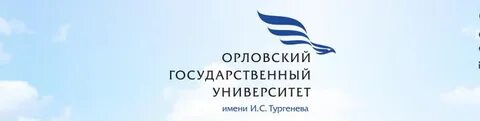 ОРЛОВСКИЙ
ГОСУДАРСТВЕННЫЙ
УНИВЕРСИТЕТ
имени И.С. Тургенева